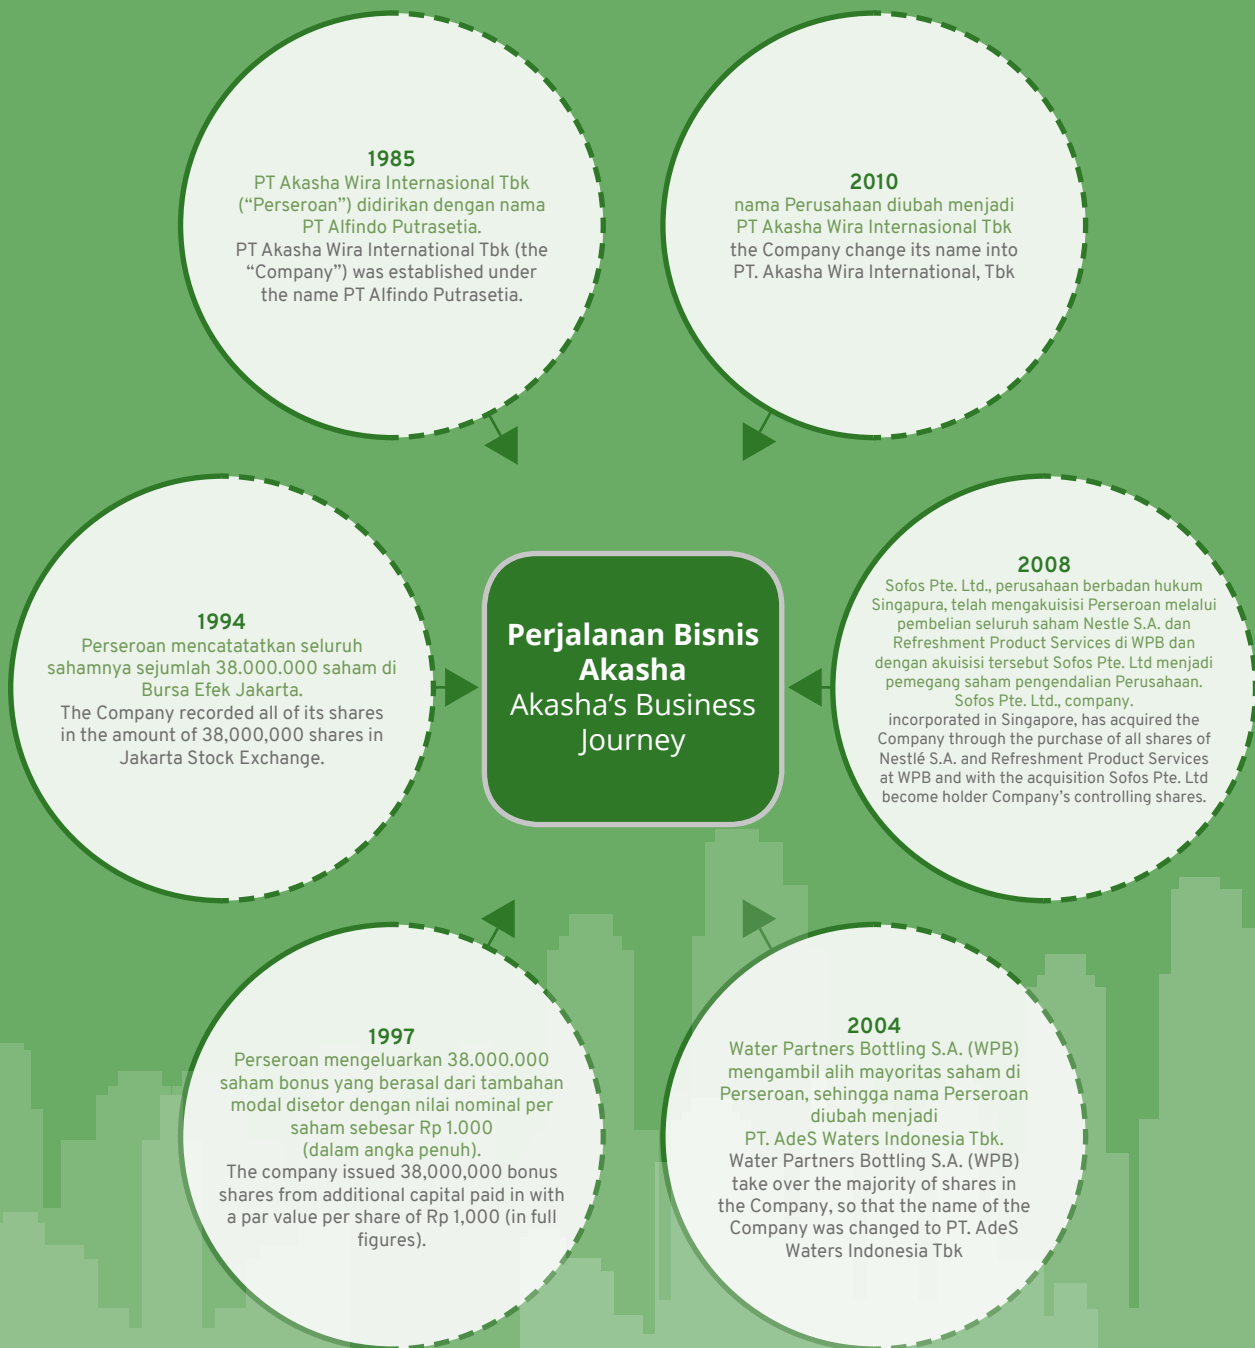 1985
PT Akasha Wira Internasional Tbk
(“Perseroan”) didirikan dengan nama
PT Alfindo Putrasetia.
PT Akasha Wira International Tbk (the
“Company”) was established under
the name PT Alfindo Putrasetia.
2010
nama Perusahaan diubah menjadi
PT Akasha Wira Internasional Tbk
the Company change its name into
PT. Akasha Wira International, Tbk
1994
Perseroan mencatatatkan seluruh
sahamnya sejumlah 38.000.000 saham di
Bursa Efek Jakarta.
The Company recorded all of its shares
in the amount of 38,000,000 shares in
Jakarta Stock Exchange.
Perjalanan Bisnis
Akasha
Akasha’s Business
Journey
2008
Sofos Pte. Ltd., perusahaan berbadan hukum
Singapura, telah mengakuisisi Perseroan melalui
pembelian seluruh saham Nestle S.A. dan
Refreshment Product Services di WPB dan
dengan akuisisi tersebut Sofos Pte. Ltd menjadi
pemegang saham pengendalian Perusahaan.
Sofos Pte. Ltd., company.
incorporated in Singapore, has acquired the
Company through the purchase of all shares of
Nestlé S.A. and Refreshment Product Services
at WPB and with the acquisition Sofos Pte. Ltd
become holder Company’s controlling shares.
1997
Perseroan mengeluarkan 38.000.000
saham bonus yang berasal dari tambahan
modal disetor dengan nilai nominal per
saham sebesar Rp 1.000
(dalam angka penuh).
The company issued 38,000,000 bonus
shares from additional capital paid in with
a par value per share of Rp 1,000 (in full
figures).
2004
Water Partners Bottling S.A. (WPB)
mengambil alih mayoritas saham di
Perseroan, sehingga nama Perseroan
diubah menjadi
PT. AdeS Waters Indonesia Tbk.
Water Partners Bottling S.A. (WPB)
take over the majority of shares in
the Company, so that the name of the
Company was changed to PT. AdeS
Waters Indonesia Tbk